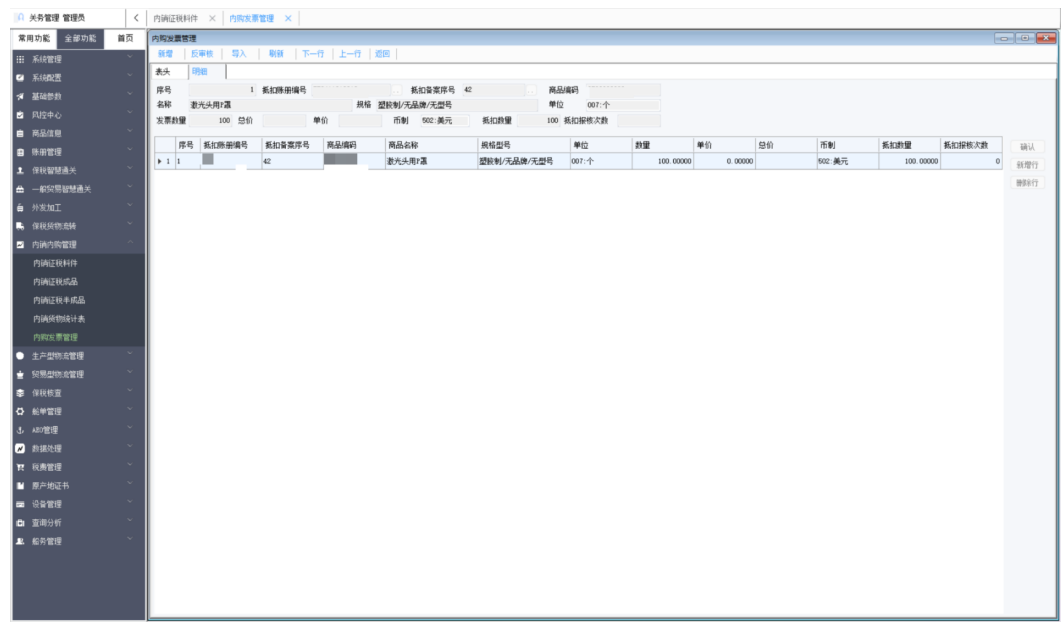 关务管理 管理员
内销征税料件
内购发票管理
常用功能 全部功能 首页
内购发票管理
新增 反审核 导入 刷新 下一行 上一行 返回
表头 明细
序号 1 抵扣账册编号 抵扣备案序号 42 商品编码
名称 激光头用F罩 规格 塑胶制/无品牌/无型号 单位 007:个
发票数量 100 总价 单价 币制 502:美元 抵扣数量 100 抵扣报核次数
序号 抵扣账册编号 抵扣备案序号 商品编码 商品名称 规格型号 单位 数量 单价 总价 币制 抵扣数量 抵扣报核次数
1 1 42 激光头用F罩 塑胶制/无品牌/无型号 007:个 100.00000 0.00000 502:美元 100.00000 0
确认
新增行
删除行
系统管理
系统配置
基础参数
风控中心
商品信息
账册管理
保税智慧通关
一般贸易智慧通关
外发加工
保税货物流转
内销内购管理
内销征税料件
内销征税成品
内销征税半成品
内销货物统计表
内购发票管理
生产型物流管理
贸易型物流管理
保税核查
舱单管理
AEO管理
数据处理
税费管理
原产地证书
设备管理
查询分析
船务管理